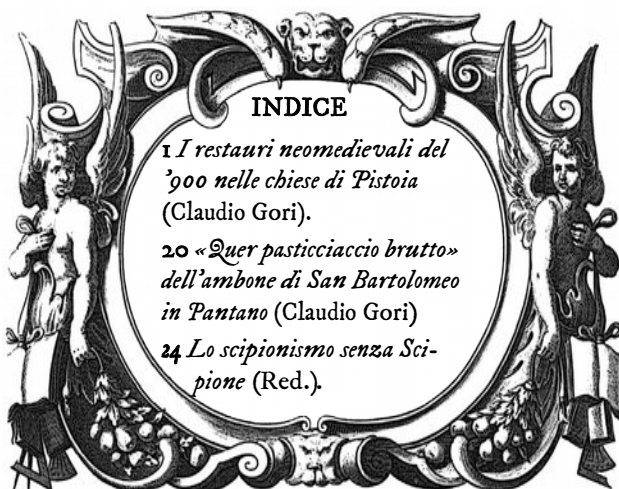 INDICE
1 I restauri neomedievali del
'900 nelle chiese di Pistoia
(Claudio Gori).
20 «Quer pasticciaccio brutto»
dell'ambone di San Bartolomeo
in Pantano (Claudio Gori)
24 Lo scipionismo senza Sci-
pione (Red.).